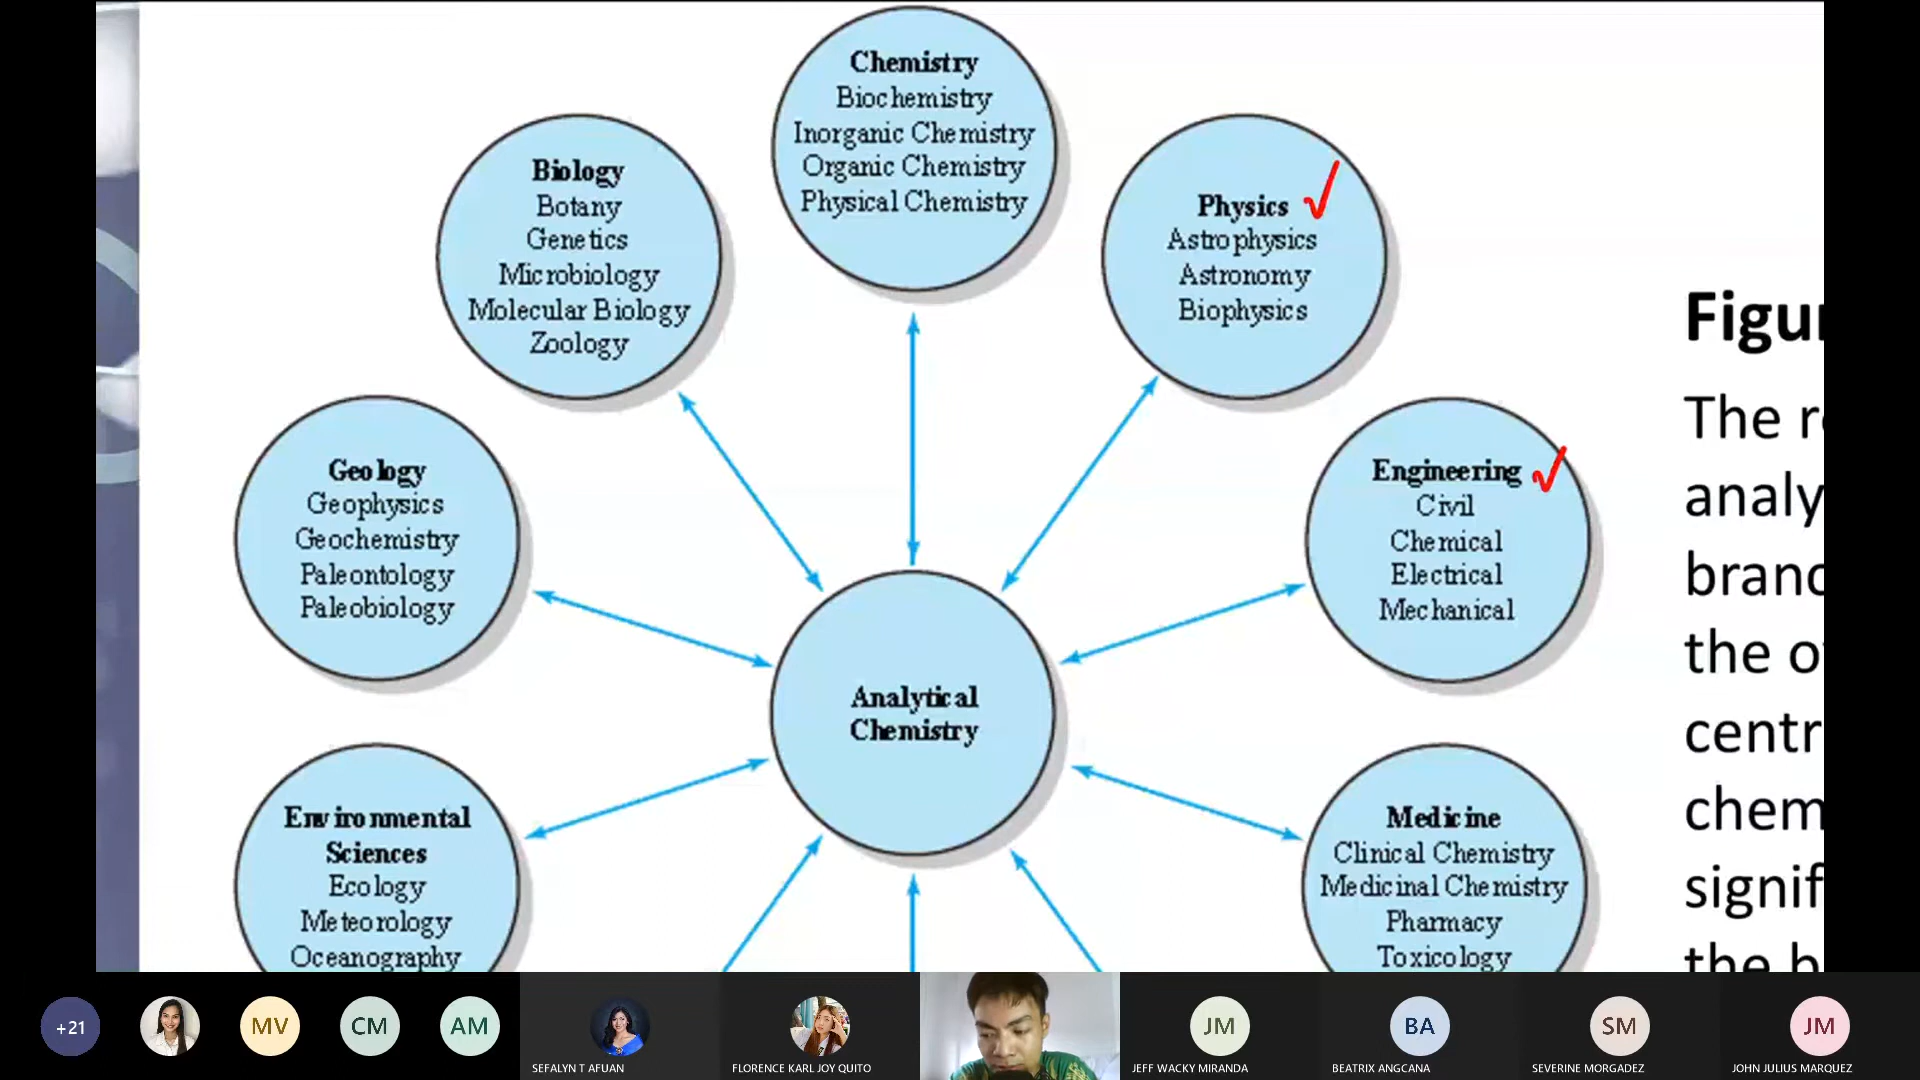 Chemistry
Biochemistry
Inorganic Chemistry
Organic Chemistry
Physical Chemistry
Biology
Botany
Genetics
Microbiology
Molecular Biology
Zoology
Physics
Astrophysics
Astronomy
Biophysics
Geology
Geophysics
Geochemistry
Paleontology
Paleobiology
Engineering
Civil
Chemical
Electrical
Mechanical
Analytical
Chemistry
Environmental
Sciences
Ecology
Meteorology
Oceanography
Medicine
Clinical Chemistry
Medicinal Chemistry
Pharmacy
Toxicology
Figur
The r
analy
branc
the o
centr
chem
signif
the h
+21
MV
CM
AM
SEFALYN T AFUAN
FLORENCE KARL JOY QUITO
JM
JEFF WACKY MIRANDA
BA
BEATRIX ANGCANA
SM
SEVERINE MORGADEZ
JM
JOHN JULIUS MARQUEZ